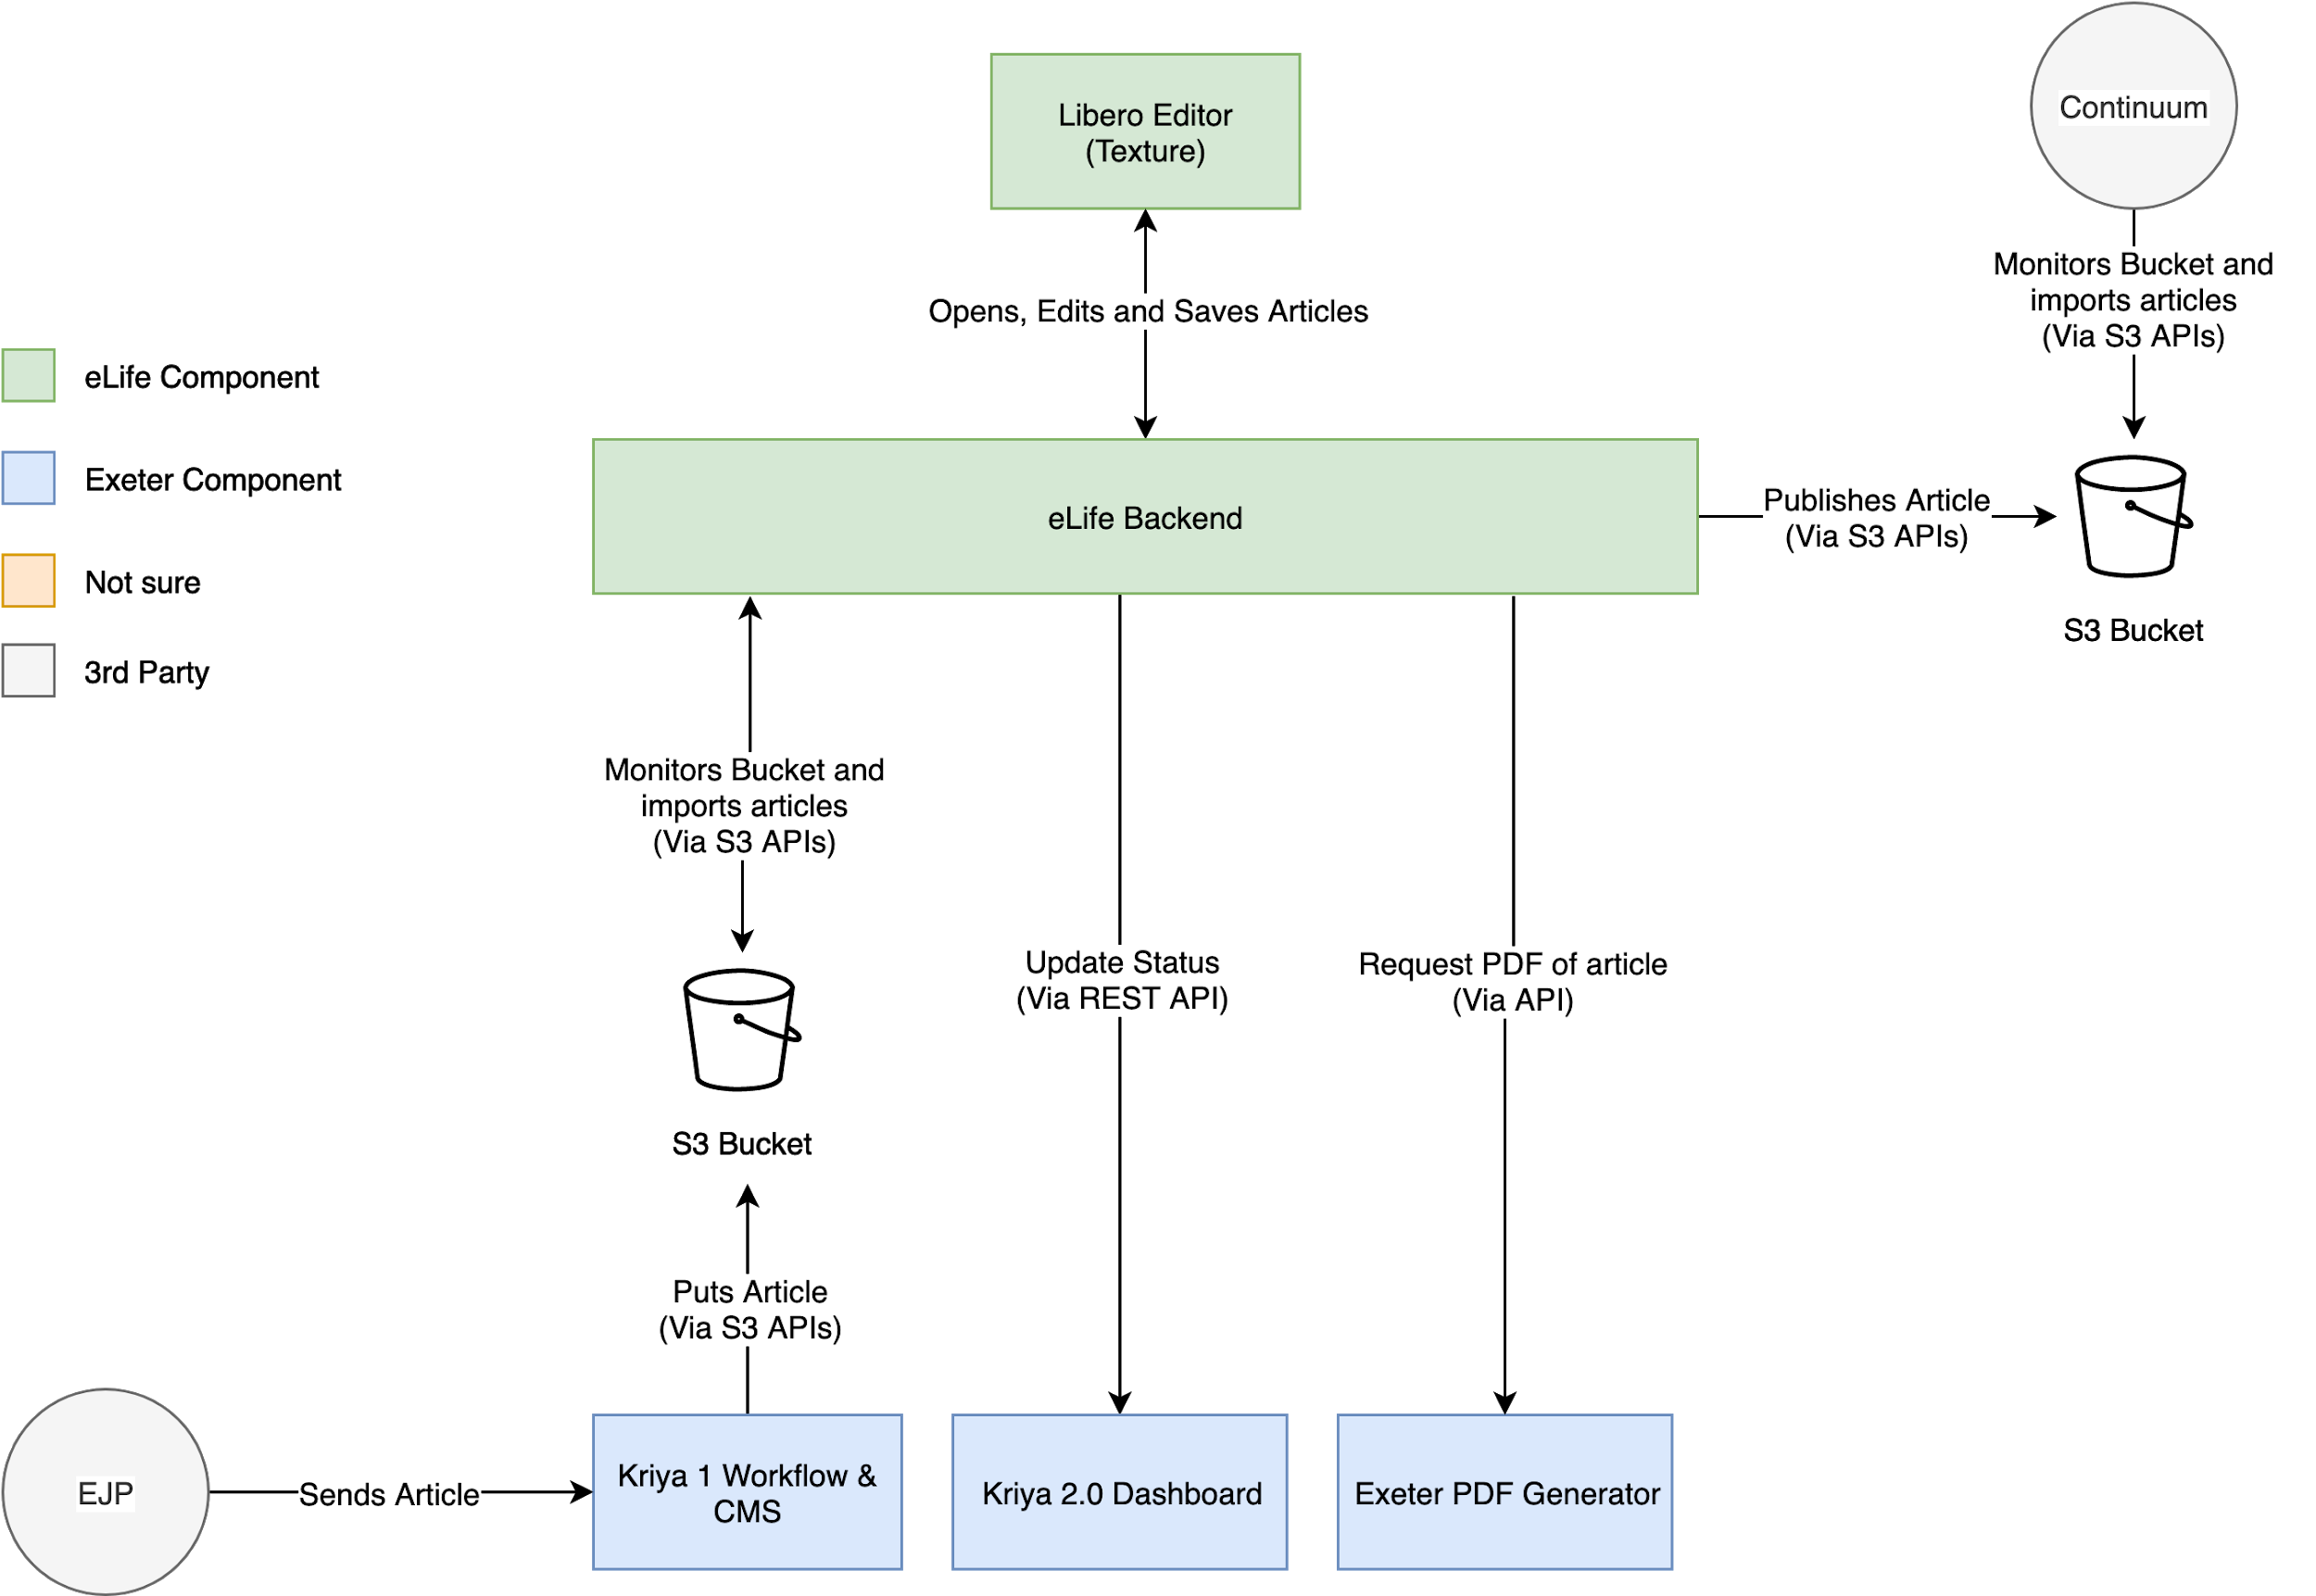 Libero Editor
(Texture)
Continuum
Monitors Bucket and
imports articles
(Via S3 APIs)
Opens, Edits and Saves Articles
eLife Component
Exeter Component
Not sure
3rd Party
eLife Backend
Publishes Article
(Via S3 APIs)
S3 Bucket
Monitors Bucket and
imports articles
(Via S3 APIs)
Update Status
(Via REST API)
Request PDF of article
(Via API)
S3 Bucket
Puts Article
(Via S3 APIs)
EJP
Sends Article
Kriya 1 Workflow &
CMS
Kriya 2.0 Dashboard
Exeter PDF Generator